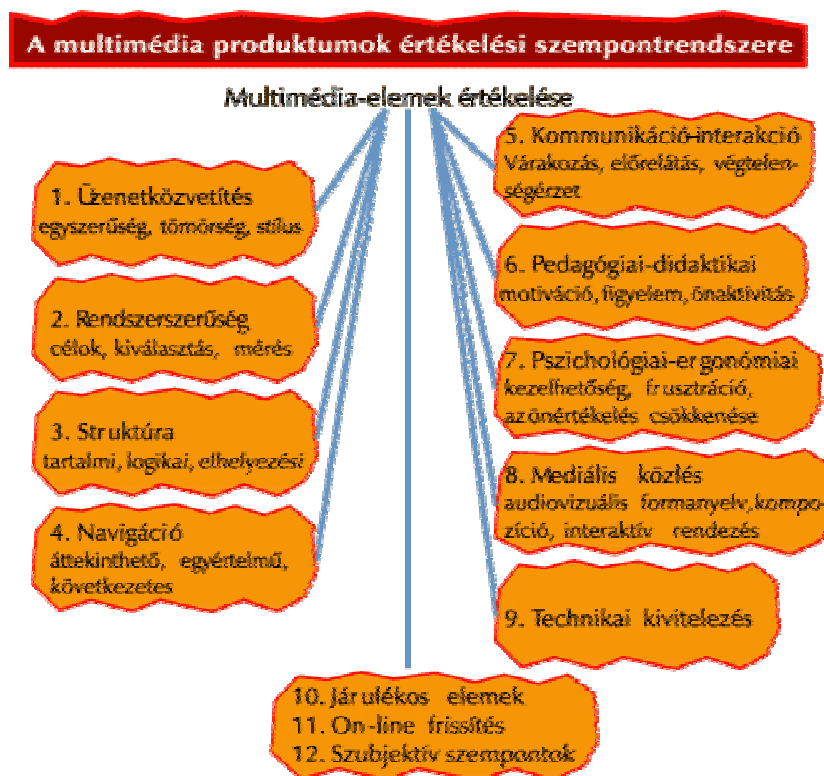 A multimédia produktumok értékelési szempontrendszere
Multimédia-elemek értékelése
1. Üzenetközvetítés
egyszerűség, tömörség, stílus
2. Rendszerszerűség
célok, kiválasztás, mérés
3. Struktúra
tartalmi, logikai, elhelyezési
4. Navigáció
áttekinthető, egyértelmű,
következetes
5. Kommunikáció-interakció
Várakozás, előrelátás, végtelen-
ségérzet
6. Pedagógiai-didaktikai
motiváció, figyelem, önaktivitás
7. Pszichológiai-ergonómiai
kezelhetőség, frusztráció,
az önértékelés csökkenése
8. Mediális közlés
audiovizuális formanyelv, kompo-
zíció, interaktív rendezés
9. Technikai kivitelezés
10. Járulékos elemek
11. On-line frissítés
12. Szubjektív szempontok